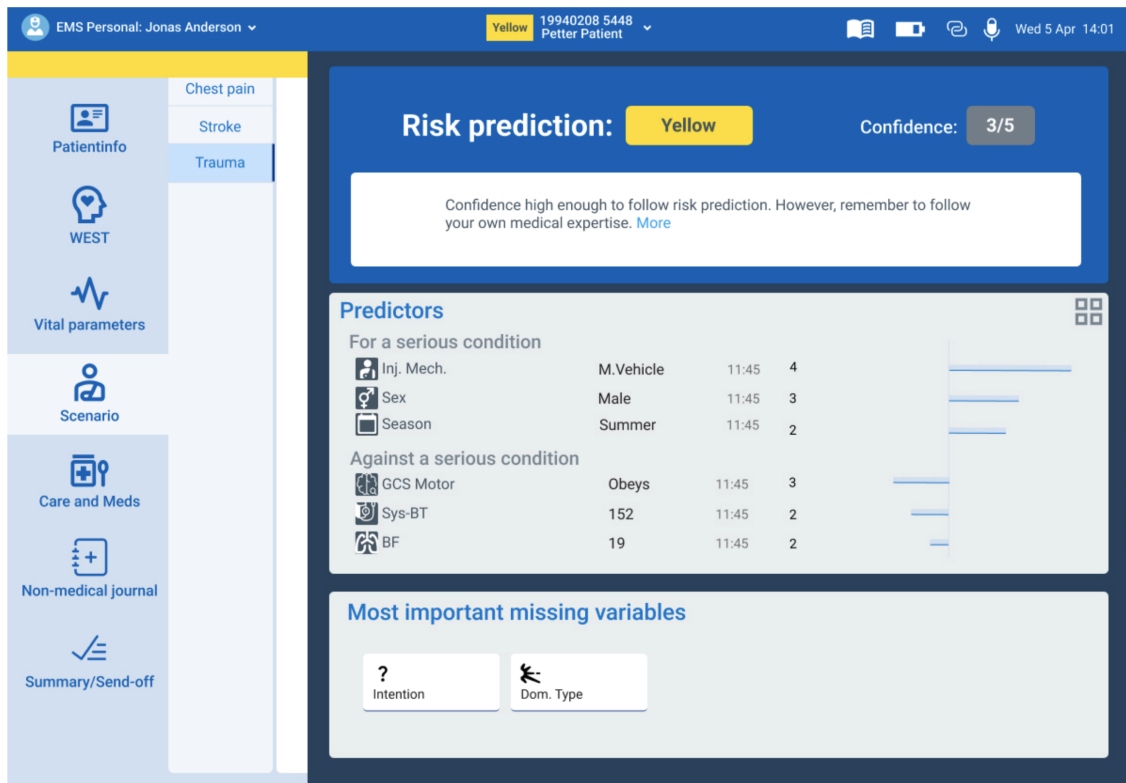 EMS Personal: Jonas Anderson
Yellow
19940208 5448
Petter Patient
Wed 5 Apr 14:01
Patientinfo
WEST
Vital parameters
Scenario
Care and Meds
Non-medical journal
Summary/Send-off
Chest pain
Stroke
Trauma
Risk prediction: Yellow
Confidence: 3/5
Confidence high enough to follow risk prediction. However, remember to follow
your own medical expertise. More
Predictors
For a serious condition
Inj. Mech. M.Vehicle 11:45 4
Sex Male 11:45 3
Season Summer 11:45 2
Against a serious condition
GCS Motor Obeys 11:45 3
Sys-BT 152 11:45 2
BF 19 11:45 2
Most important missing variables
?
Intention
Dom. Type